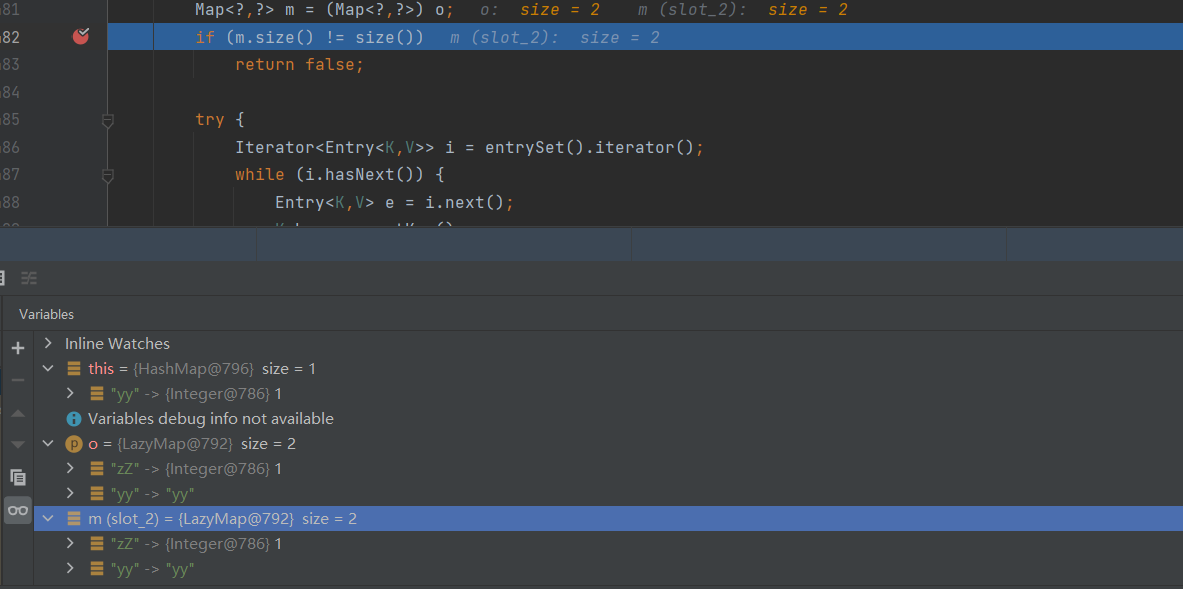 81 Map<?,?> m = (Map<?,?>) o; o: size = 2 m (slot_2): size = 2
82 if (m.size() != size()) m (slot_2): size = 2
83 return false;
84
85 try {
86 Iterator<Entry<K,V>> i = entrySet().iterator();
87 while (i.hasNext()) {
88 Entry<K,V> e = i.next();
Variables
Inline Watches
this = {HashMap@796} size = 1
"yy" -> {Integer@786} 1
Variables debug info not available
p o = {LazyMap@792} size = 2
"zZ" -> {Integer@786} 1
"yy" -> "yy"
m (slot_2) = {LazyMap@792} size = 2
"zZ" -> {Integer@786} 1
"yy" -> "yy"